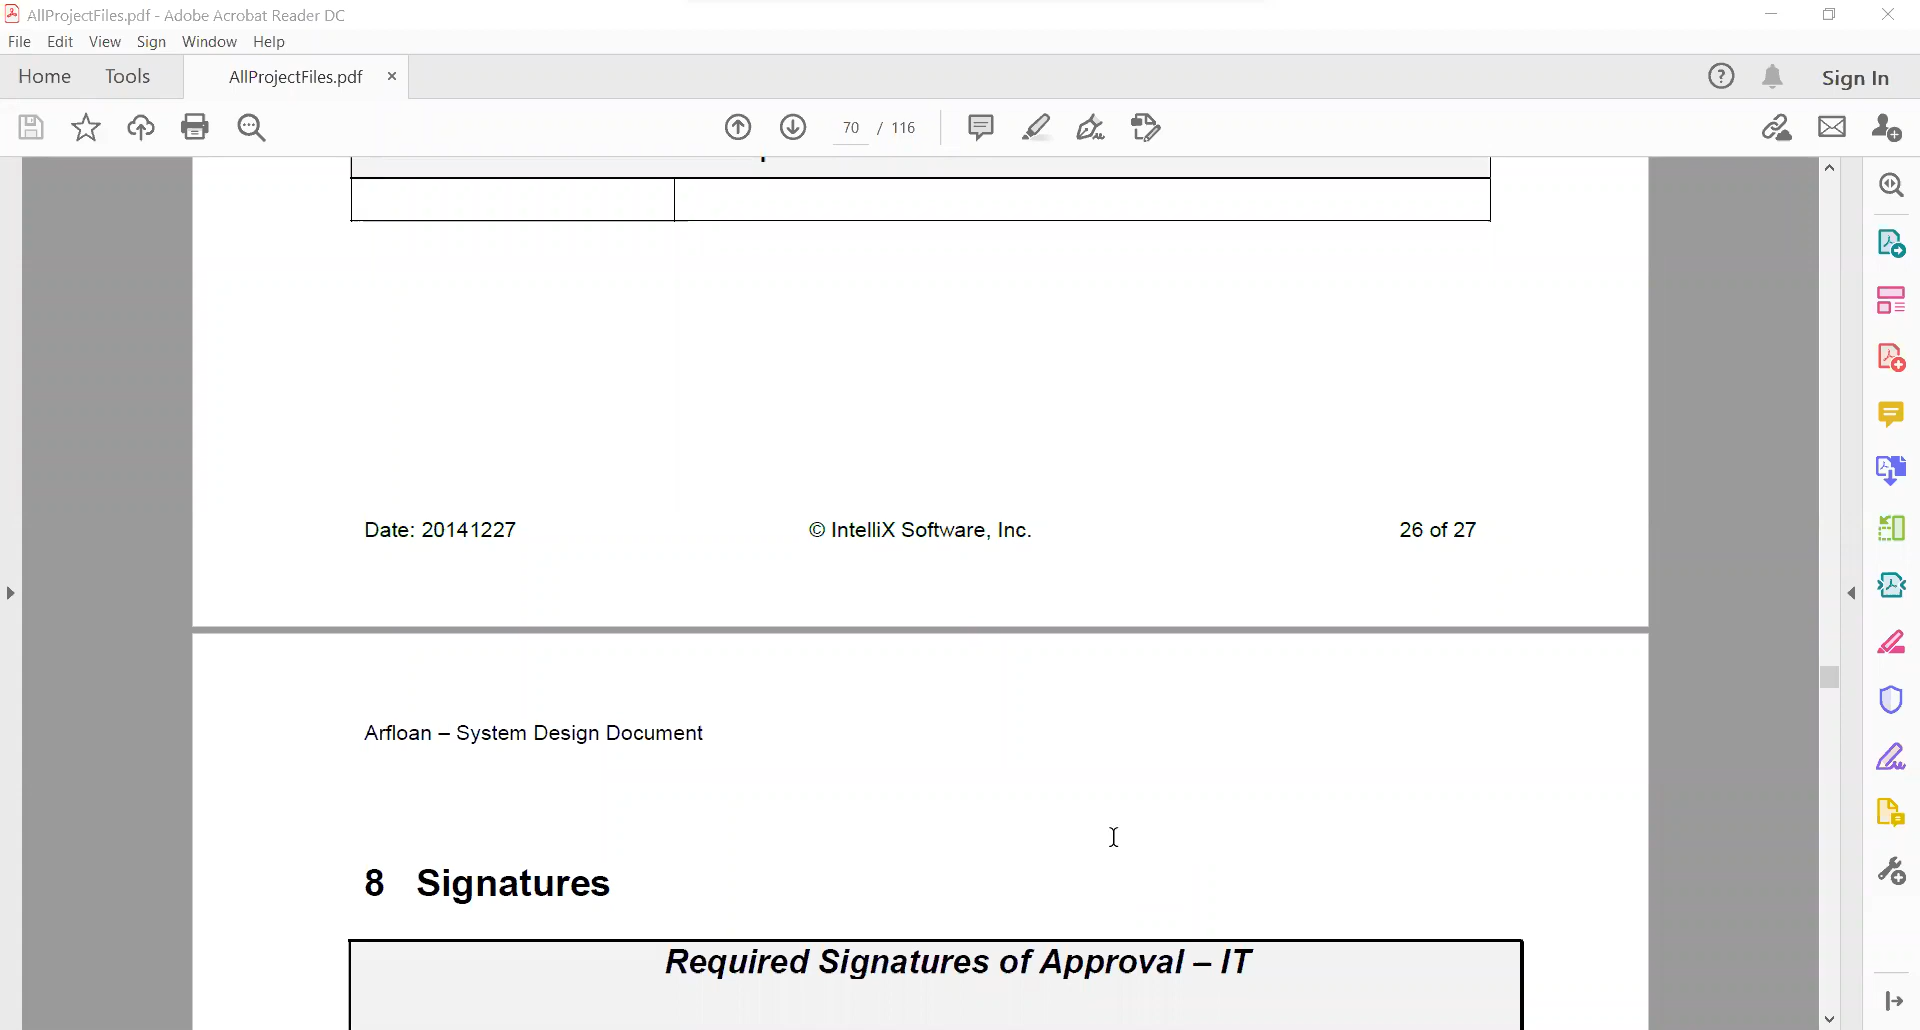 AllProjectFiles.pdf - Adobe Acrobat Reader DC
File Edit View Sign Window Help
Home Tools AllProjectFiles.pdf × Sign In
70 / 116
Date: 20141227 © IntelliX Software, Inc. 26 of 27
Arfloan – System Design Document
8 Signatures
Required Signatures of Approval – IT